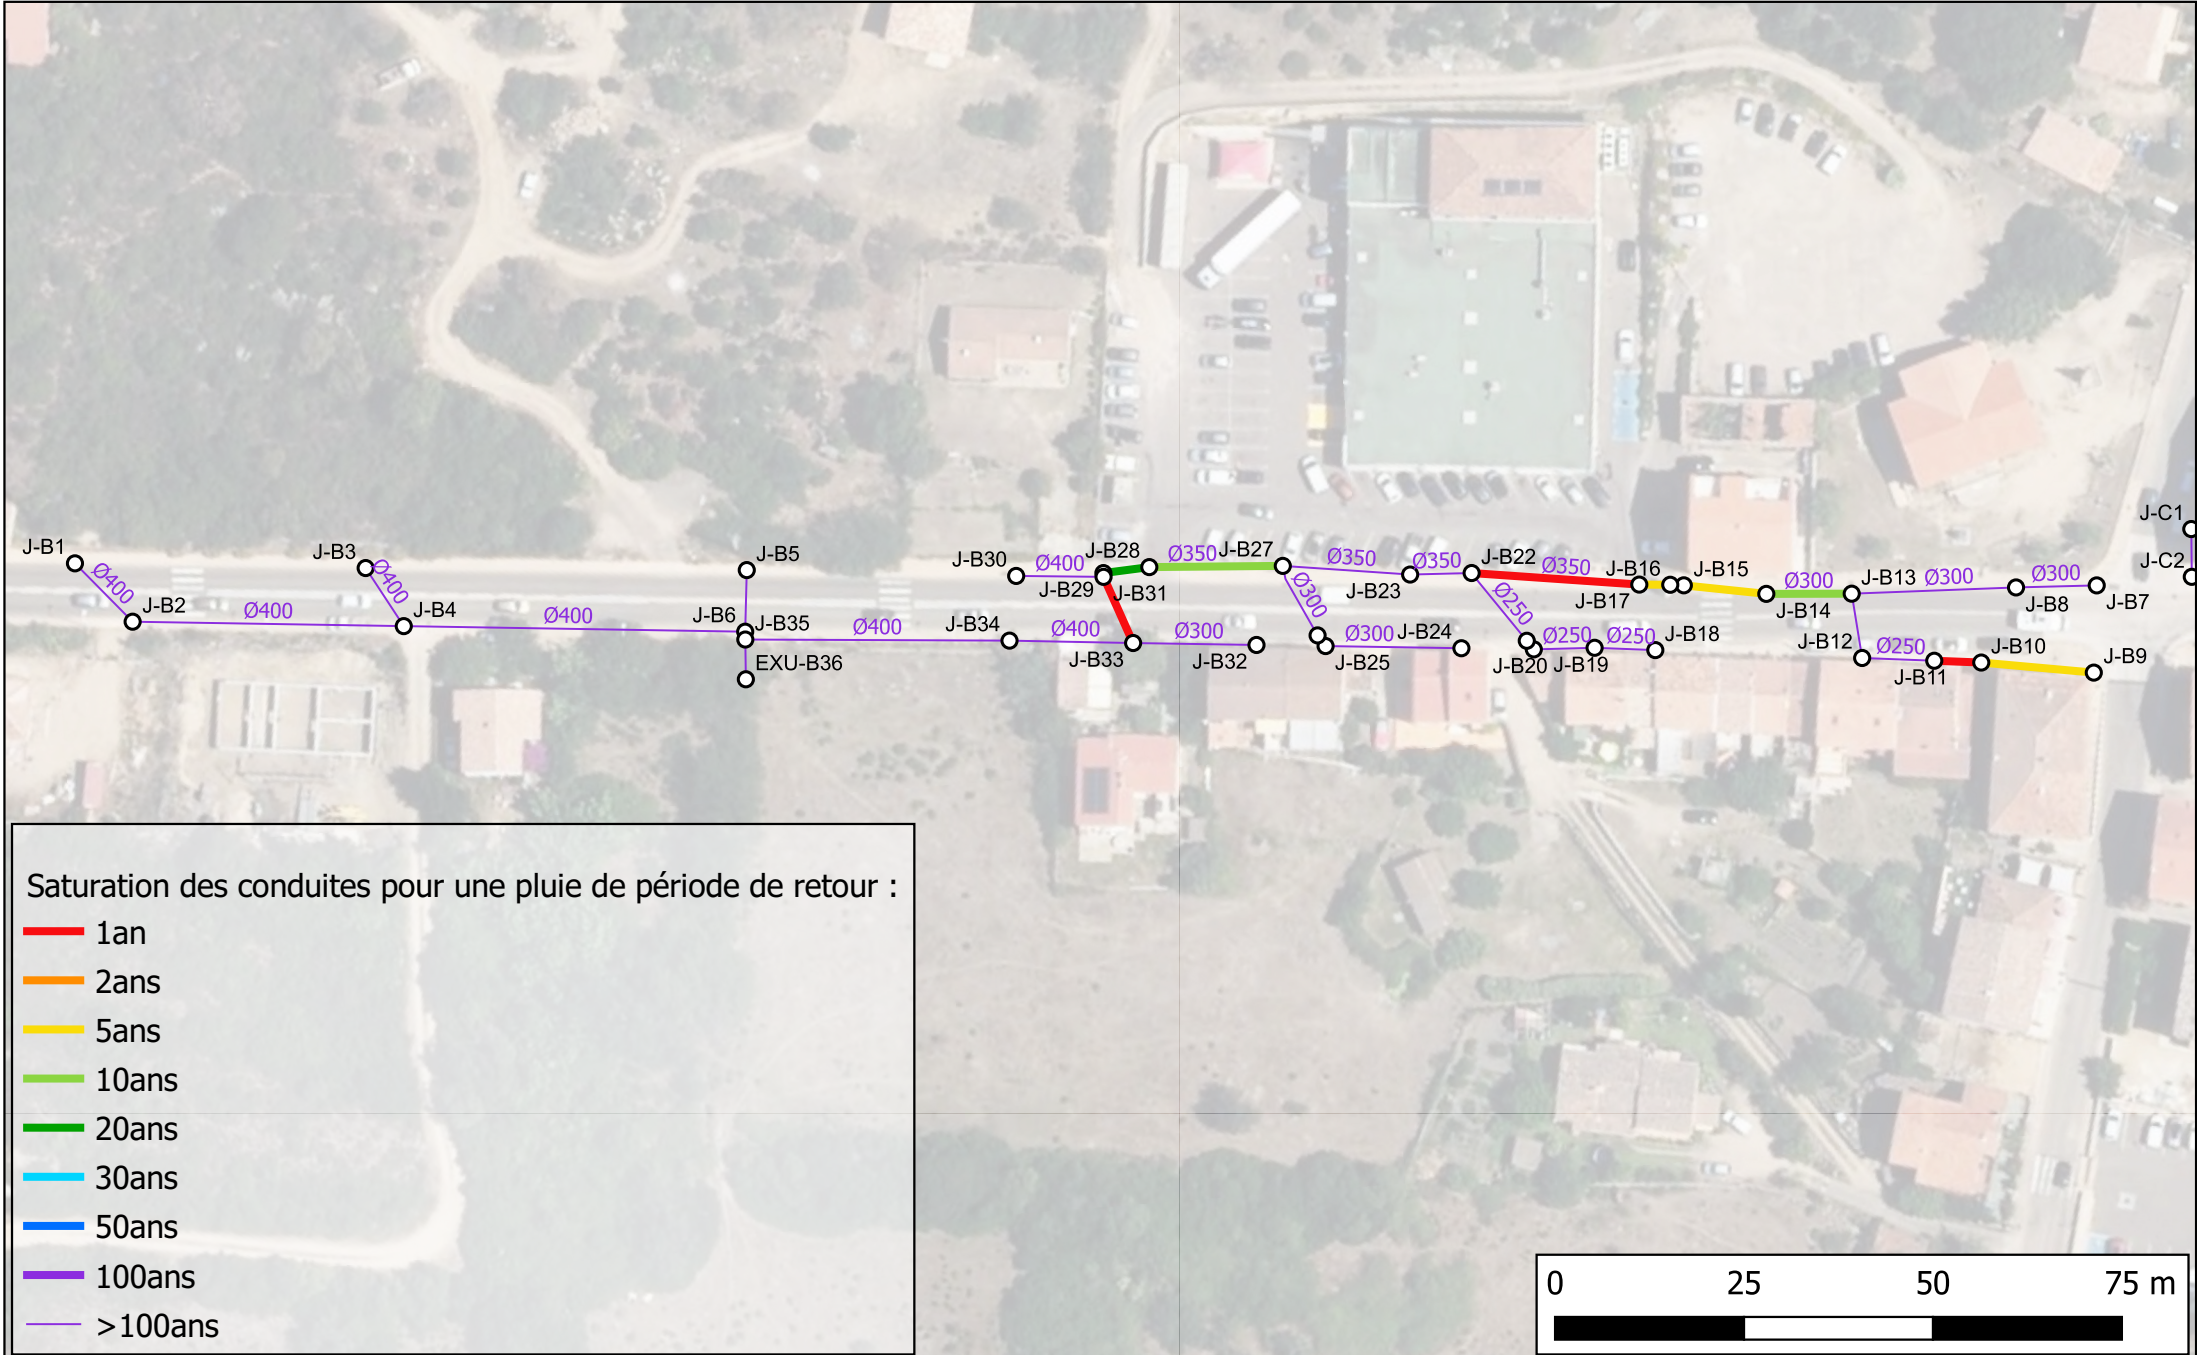 J-C1
J-B1
J-B3
J-B5
J-B30
Ø400
J-B28
Ø350
J-B27
Ø350
Ø350
J-B22
Ø350
J-B16
J-B15
Ø300
J-B13
Ø300
Ø300
J-C2
Ø400
Ø400
J-B29
J-B31
Ø300
J-B23
Ø250
J-B17
J-B14
J-B8
J-B7
J-B2
Ø400
J-B4
Ø400
J-B6
J-B35
Ø400
J-B34
Ø400
J-B33
Ø300
J-B32
Ø300
J-B24
J-B25
Ø250
Ø250
J-B18
J-B20
J-B19
J-B12
Ø250
J-B10
J-B11
J-B9
EXU-B36
Saturation des conduites pour une pluie de période de retour :
1an
2ans
5ans
10ans
20ans
30ans
50ans
100ans
>100ans
0 25 50 75 m